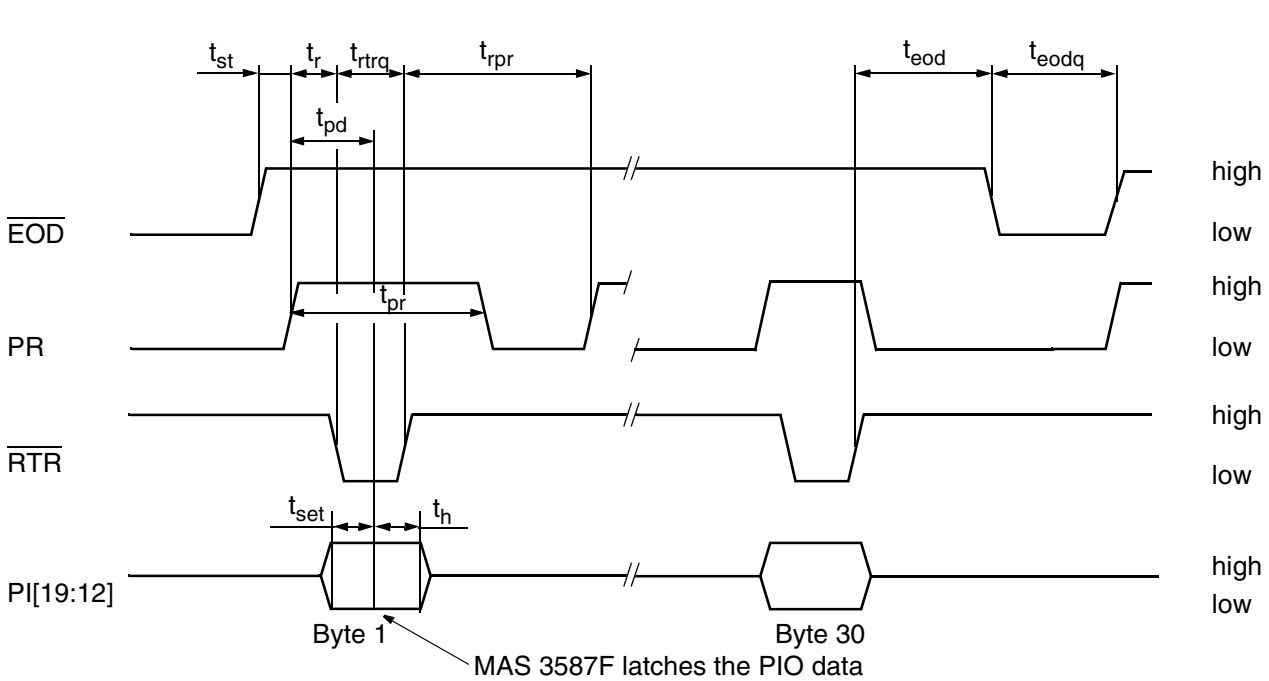 t_st t_r t_rtrq t_rpr t_eod t_eodq
t_pd
EOD high
low
t_pr
PR high
low
RTR high
low
t_set t_h
PI[19:12] high
low
Byte 1 Byte 30
MAS 3587F latches the PIO data